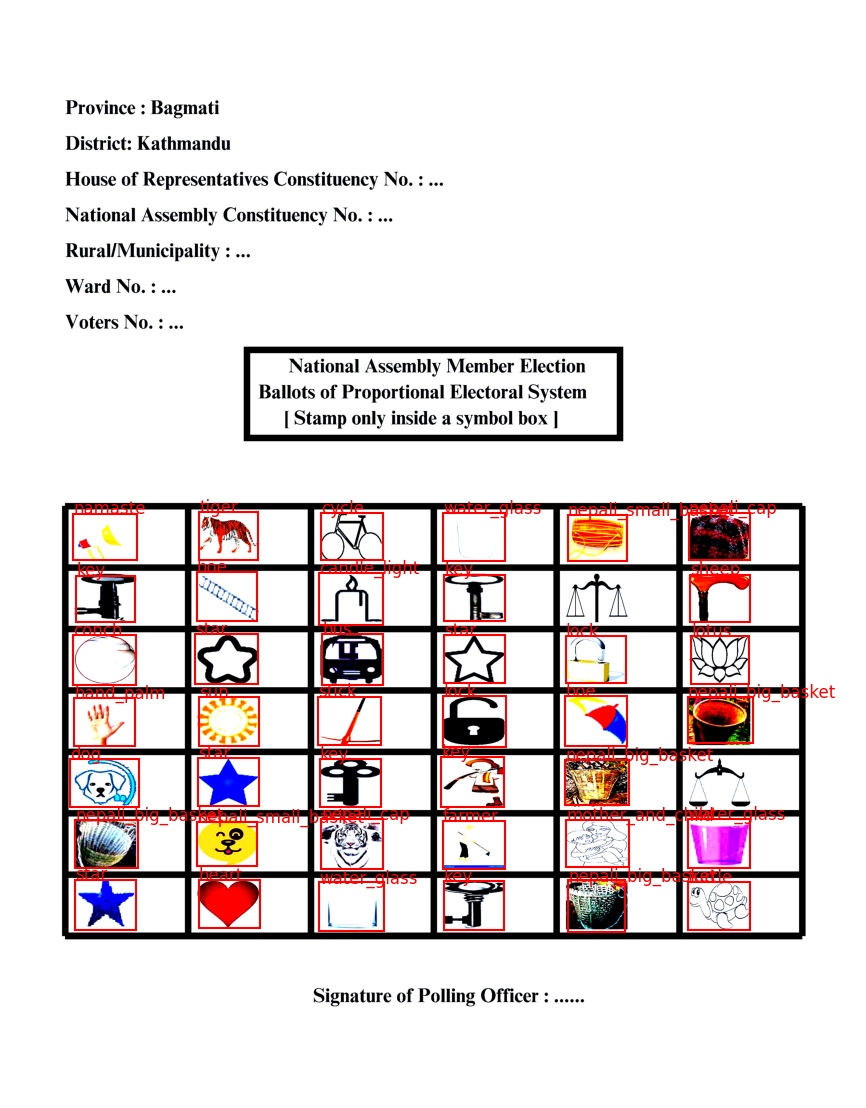 Province : Bagmati
District: Kathmandu
House of Representatives Constituency No. : ...
National Assembly Constituency No. : ...
Rural/Municipality : ...
Ward No. : ...
Voters No. : ...
National Assembly Member Election
Ballots of Proportional Electoral System
[ Stamp only inside a symbol box ]
namaste tiger cycle water_glass nepali_small_basket nepali_cap
key hoe candle_light key sheep
conch star bus star lock lotus
hand_palm sun stick lock hoe nepali_big_basket
dog star key key nepali_big_basket
nepali_big_basket nepali_small_basket nepali_cap farmer mother_and_child water_glass
star heart water_glass key nepali_big_basket turtle
Signature of Polling Officer : ......